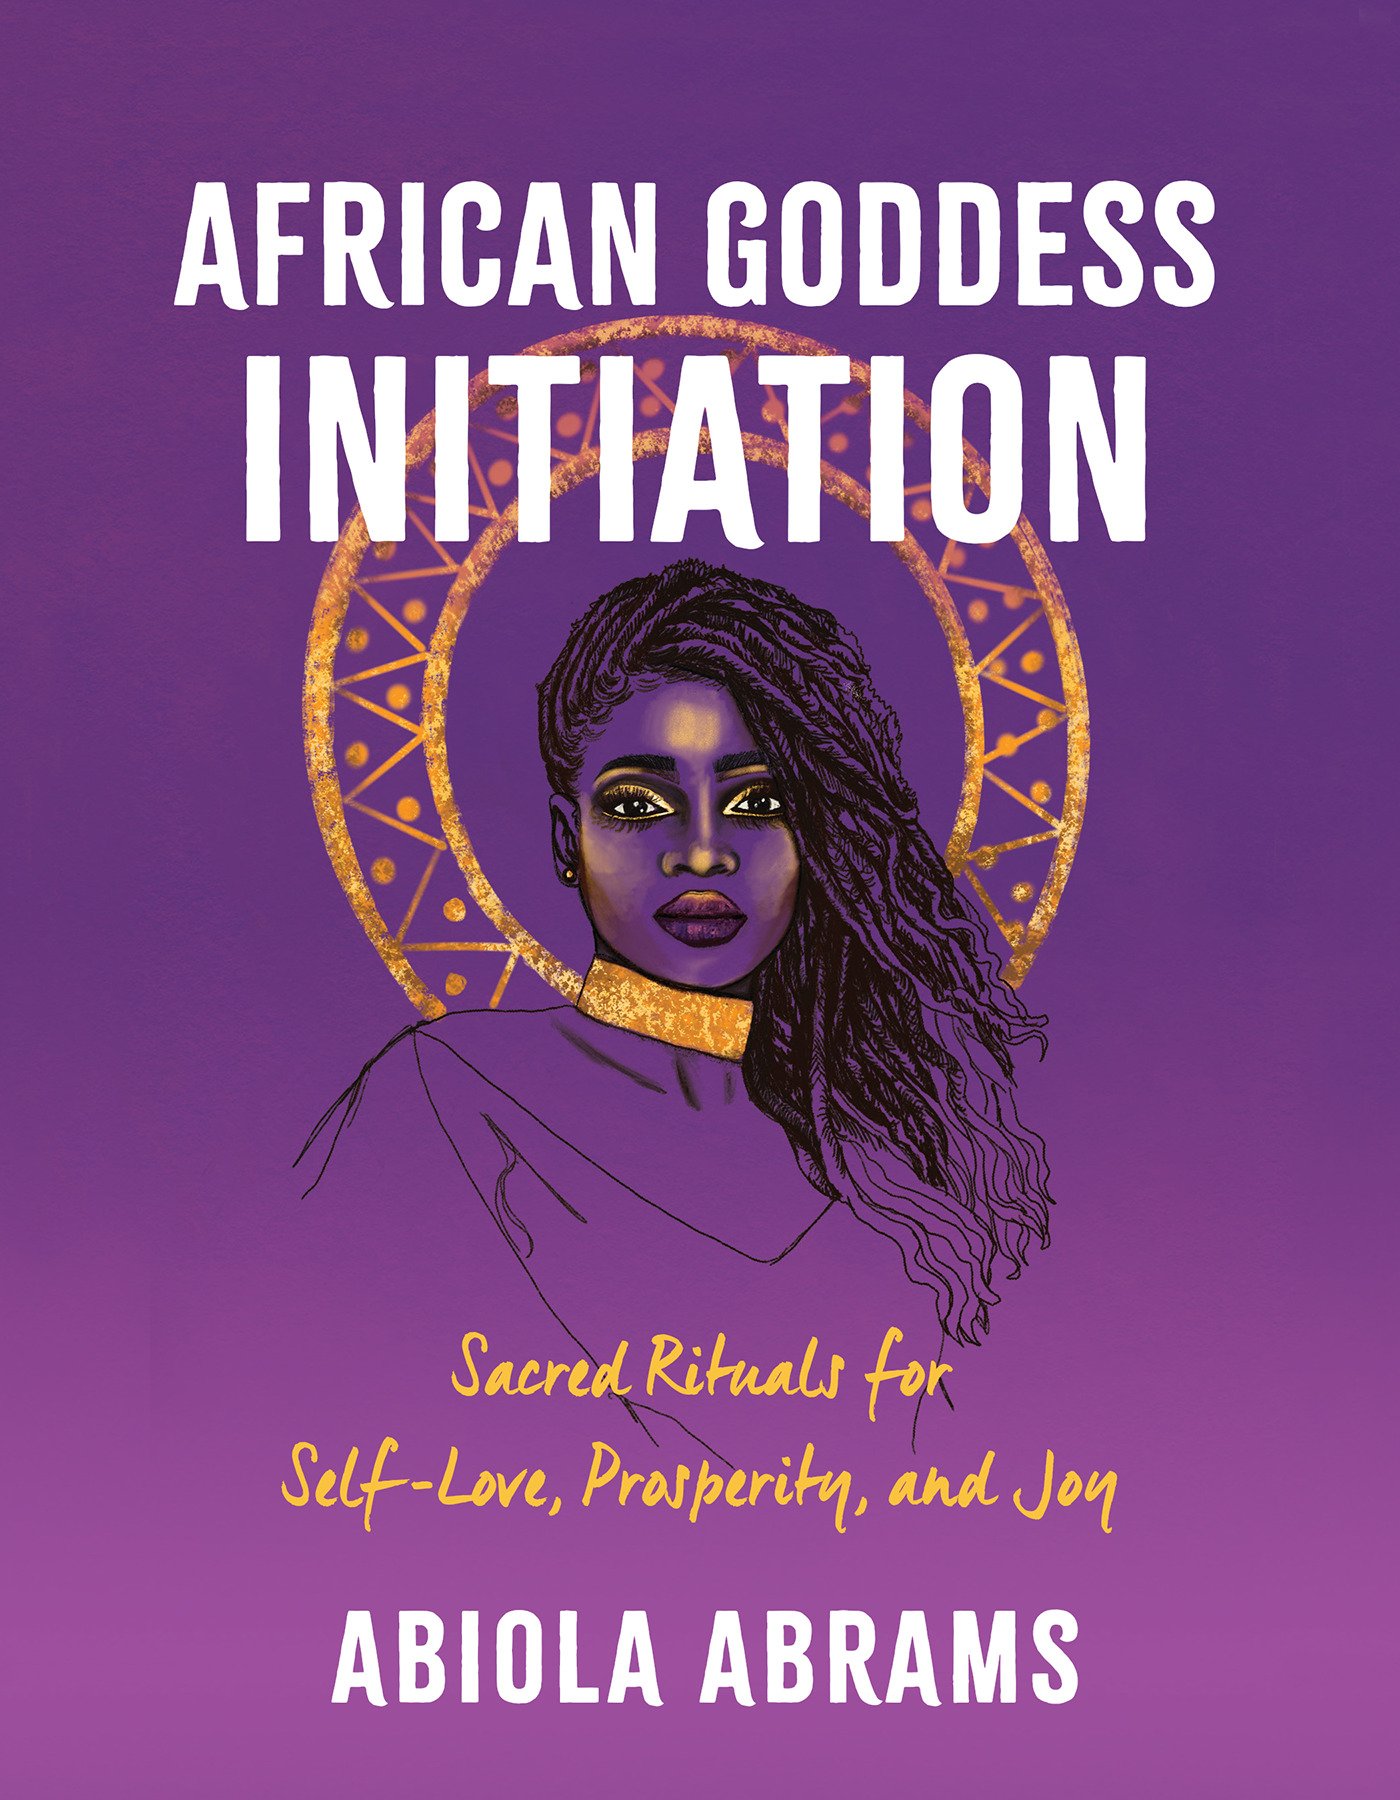 AFRICAN GODDESS
INITIATION
Sacred Rituals for
Self-Love, Prosperity, and Joy
ABIOLA ABRAMS